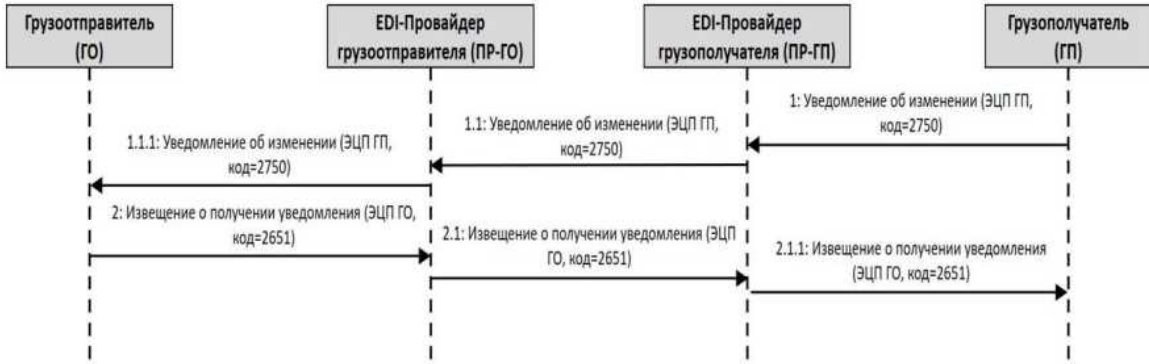 Грузоотправитель
(ГО)
EDI-Провайдер
грузоотправителя (ПР-ГО)
EDI-Провайдер
грузополучателя (ПР-ГП)
Грузополучатель
(ГП)
1: Уведомление об изменении (ЭЦП ГП,
код=2750)
1.1: Уведомление об изменении (ЭЦП ГП,
код=2750)
1.1.1: Уведомление об изменении (ЭЦП ГП,
код=2750)
2: Извещение о получении уведомления (ЭЦП ГО,
код=2651)
2.1: Извещение о получении уведомления (ЭЦП
ГО, код=2651)
2.1.1: Извещение о получении уведомления
(ЭЦП ГО, код=2651)